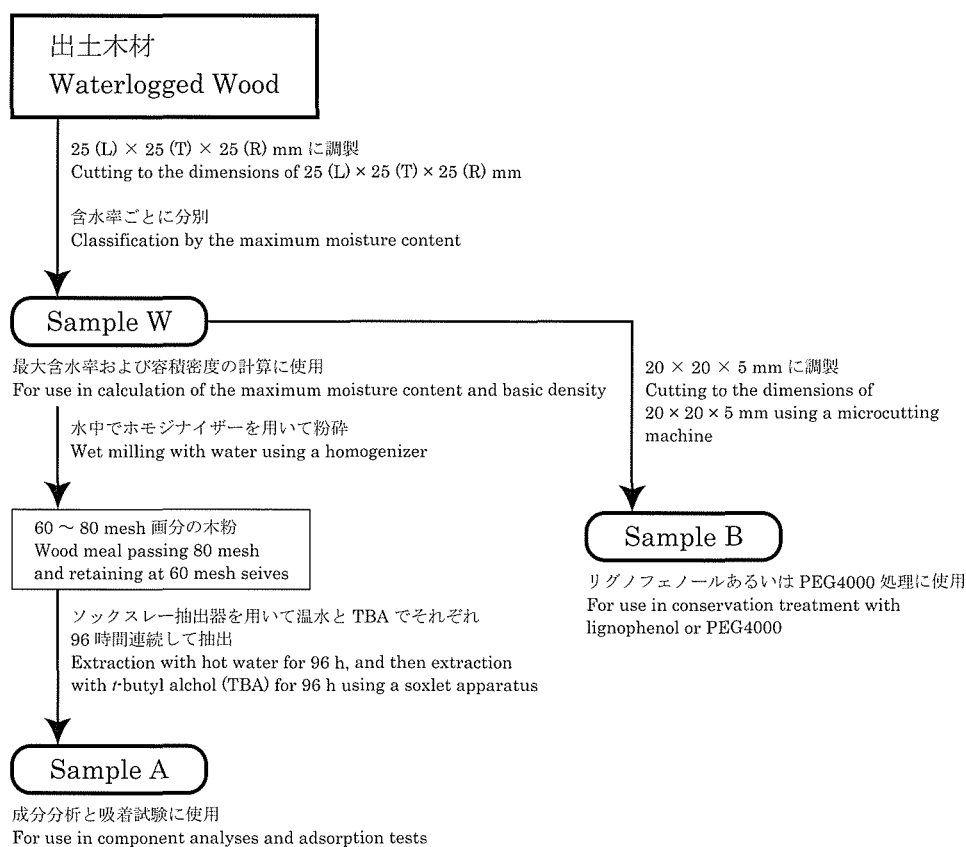 出土木材
Waterlogged Wood
25 (L) × 25 (T) × 25 (R) mm に調製
Cutting to the dimensions of 25 (L) × 25 (T) × 25 (R) mm
含水率ごとに分別
Classification by the maximum moisture content
Sample W
最大含水率および容積密度の計算に使用
For use in calculation of the maximum moisture content and basic density
20 × 20 × 5 mm に調製
Cutting to the dimensions of
20 × 20 × 5 mm using a microcutting
machine
水中でホモジナイザーを用いて粉砕
Wet milling with water using a homogenizer
60 ～ 80 mesh 画分の木粉
Wood meal passing 80 mesh
and retaining at 60 mesh seives
Sample B
リグノフェノールあるいは PEG4000 処理に使用
For use in conservation treatment with
lignophenol or PEG4000
ソックスレー抽出器を用いて温水と TBA でそれぞれ
96 時間連続して抽出
Extraction with hot water for 96 h, and then extraction
with t-butyl alchol (TBA) for 96 h using a soxlet apparatus
Sample A
成分分析と吸着試験に使用
For use in component analyses and adsorption tests